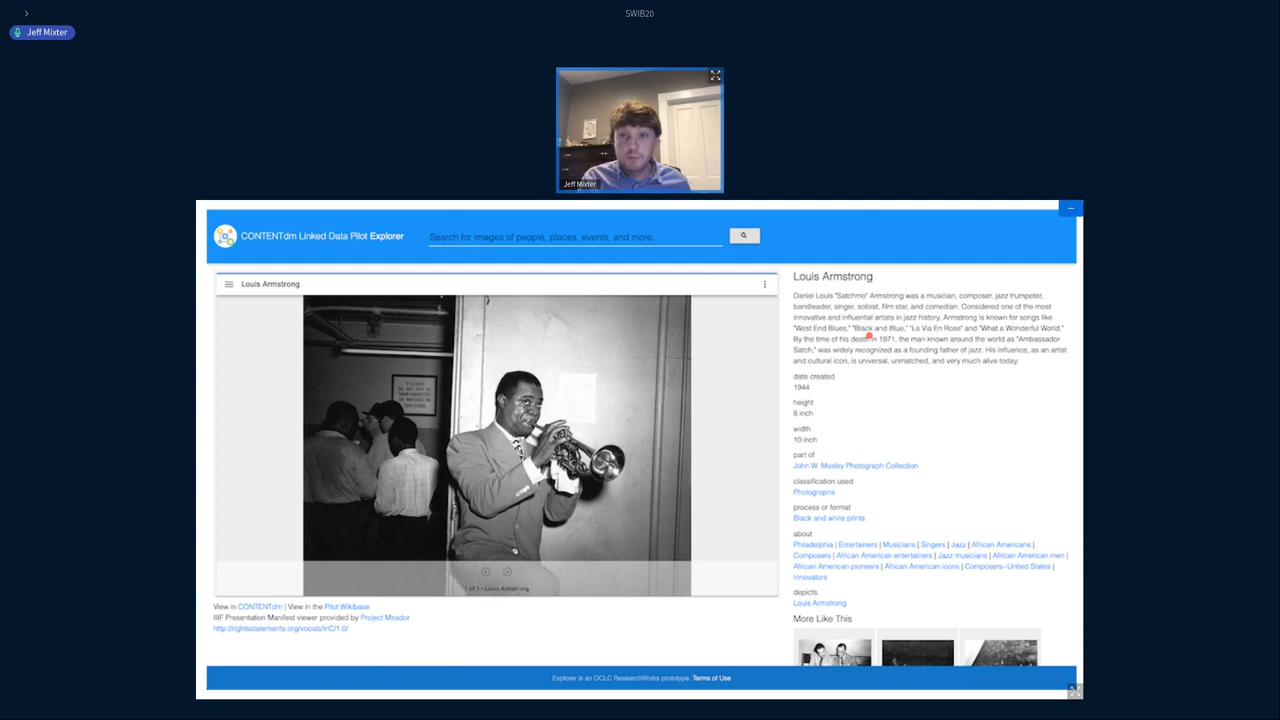 SWIB20
Jeff Mixter
Jeff Mixter
CONTENTdm Linked Data Pilot Explorer
Search for images of people, places, events, and more.
Louis Armstrong
PLEASE
1 of 1 • Louis Armstrong
View in CONTENTdm | View in the Pilot Wikibase
IIIF Presentation Manifest viewer provided by Project Mirador
http://rightsstatements.org/vocab/InC/1.0/
Louis Armstrong
Daniel Louis "Satchmo" Armstrong was a musician, composer, jazz trumpeter,
bandleader, singer, soloist, film star, and comedian. Considered one of the most
innovative and influential artists in jazz history, Armstrong is known for songs like
"West End Blues," "Black and Blue," "La Via En Rose" and "What a Wonderful World."
By the time of his death in 1971, the man known around the world as "Ambassador
Satch," was widely recognized as a founding father of jazz. His influence, as an artist
and cultural icon, is universal, unmatched, and very much alive today.
date created
1944
height
8 inch
width
10 inch
part of
John W. Mosley Photograph Collection
classification used
Photographs
process or format
Black and white prints
about
Philadelphia | Entertainers | Musicians | Singers | Jazz | African Americans |
Composers | African American entertainers | Jazz musicians | African American men |
African American pioneers | African American icons | Composers--United States |
Innovators
depicts
Louis Armstrong
More Like This
Explorer is an OCLC ResearchWorks prototype. Terms of Use